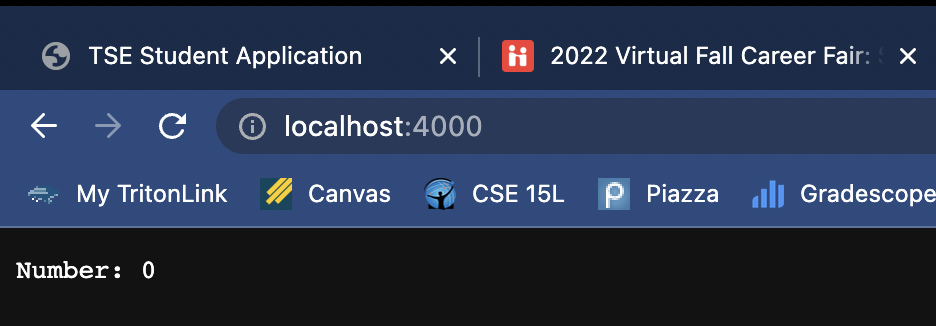 TSE Student Application
2022 Virtual Fall Career Fair:
localhost:4000
My TritonLink Canvas CSE 15L Piazza Gradescope
Number: 0